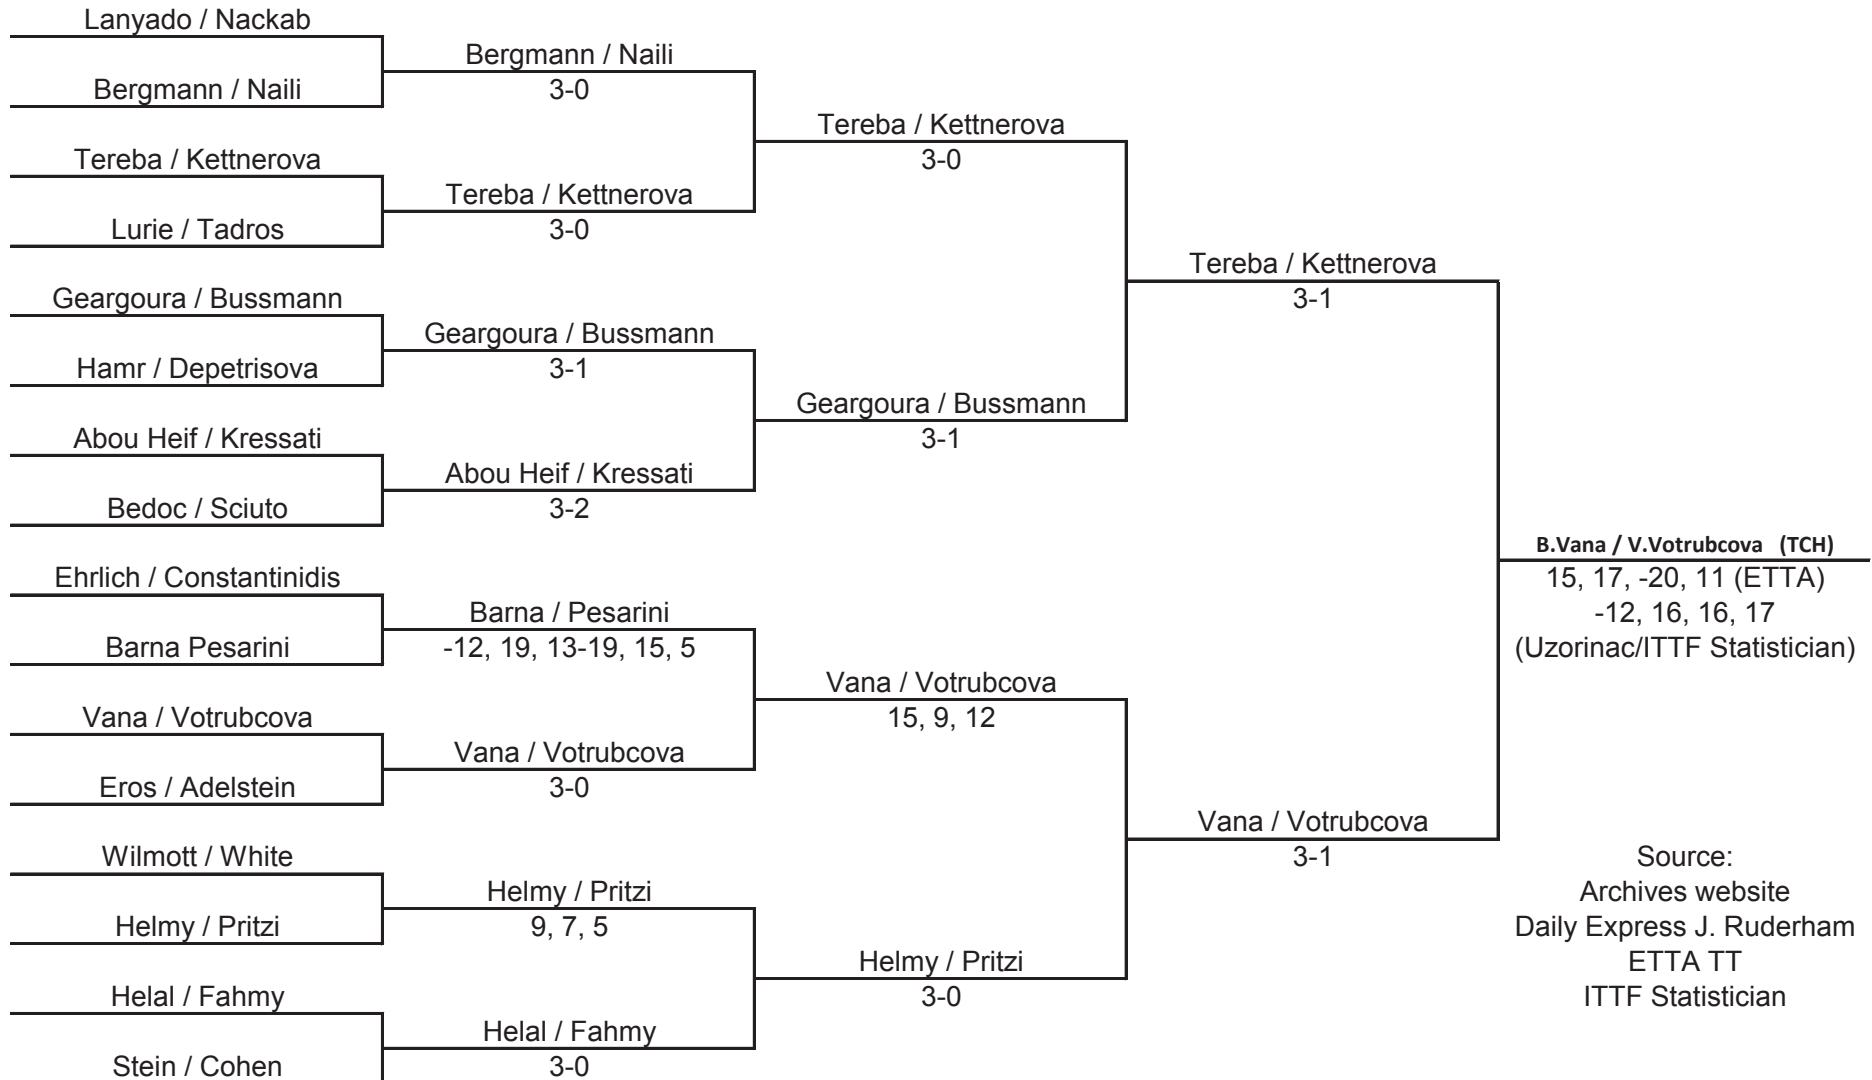 Lanyado / Nackab
Bergmann / Naili
Bergmann / Naili
3-0
Tereba / Kettnerova
Tereba / Kettnerova
3-0
Tereba / Kettnerova
3-0
Lurie / Tadros
Tereba / Kettnerova
3-1
Geargoura / Bussmann
Geargoura / Bussmann
3-1
Hamr / Depetrisova
Geargoura / Bussmann
3-1
Abou Heif / Kressati
Abou Heif / Kressati
3-2
Bedoc / Sciuto
B.Vana / V.Votrubcova (TCH)
15, 17, -20, 11 (ETTA)
-12, 16, 16, 17
(Uzorinac/ITTF Statistician)
Ehrlich / Constantinidis
Barna / Pesarini
-12, 19, 13-19, 15, 5
Barna Pesarini
Vana / Votrubcova
15, 9, 12
Vana / Votrubcova
Vana / Votrubcova
3-0
Eros / Adelstein
Vana / Votrubcova
3-1
Wilmott / White
Helmy / Pritzi
9, 7, 5
Helmy / Pritzi
Helmy / Pritzi
3-0
Helal / Fahmy
Helal / Fahmy
3-0
Stein / Cohen
Source:
Archives website
Daily Express J. Ruderham
ETTA TT
ITTF Statistician